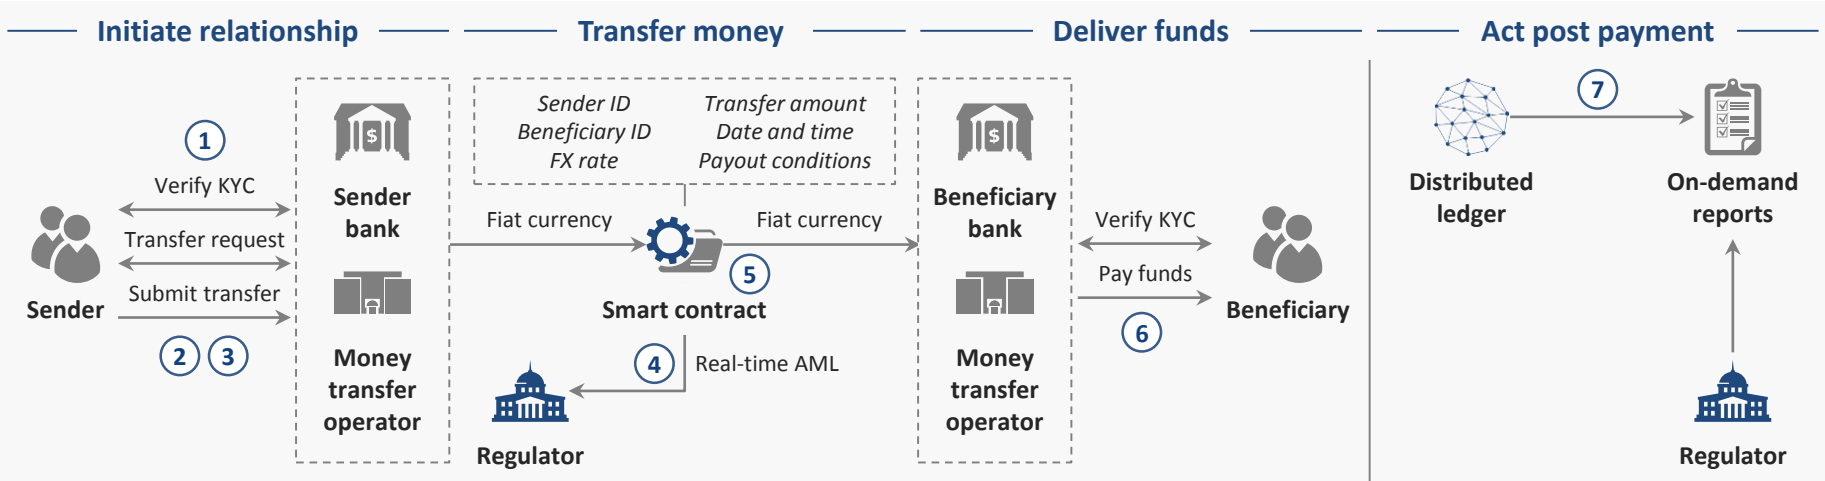 Initiate relationship
Transfer money
Deliver funds
Act post payment
1
Verify KYC
Transfer request
Submit transfer
Sender
2
3
$
Sender
bank
Money
transfer
operator
Sender ID
Beneficiary ID
FX rate
Transfer amount
Date and time
Payout conditions
Fiat currency
Fiat currency
5
Smart contract
4
Real-time AML
Regulator
$
Beneficiary
bank
Money
transfer
operator
Verify KYC
Pay funds
6
Beneficiary
7
Distributed
ledger
On-demand
reports
Regulator